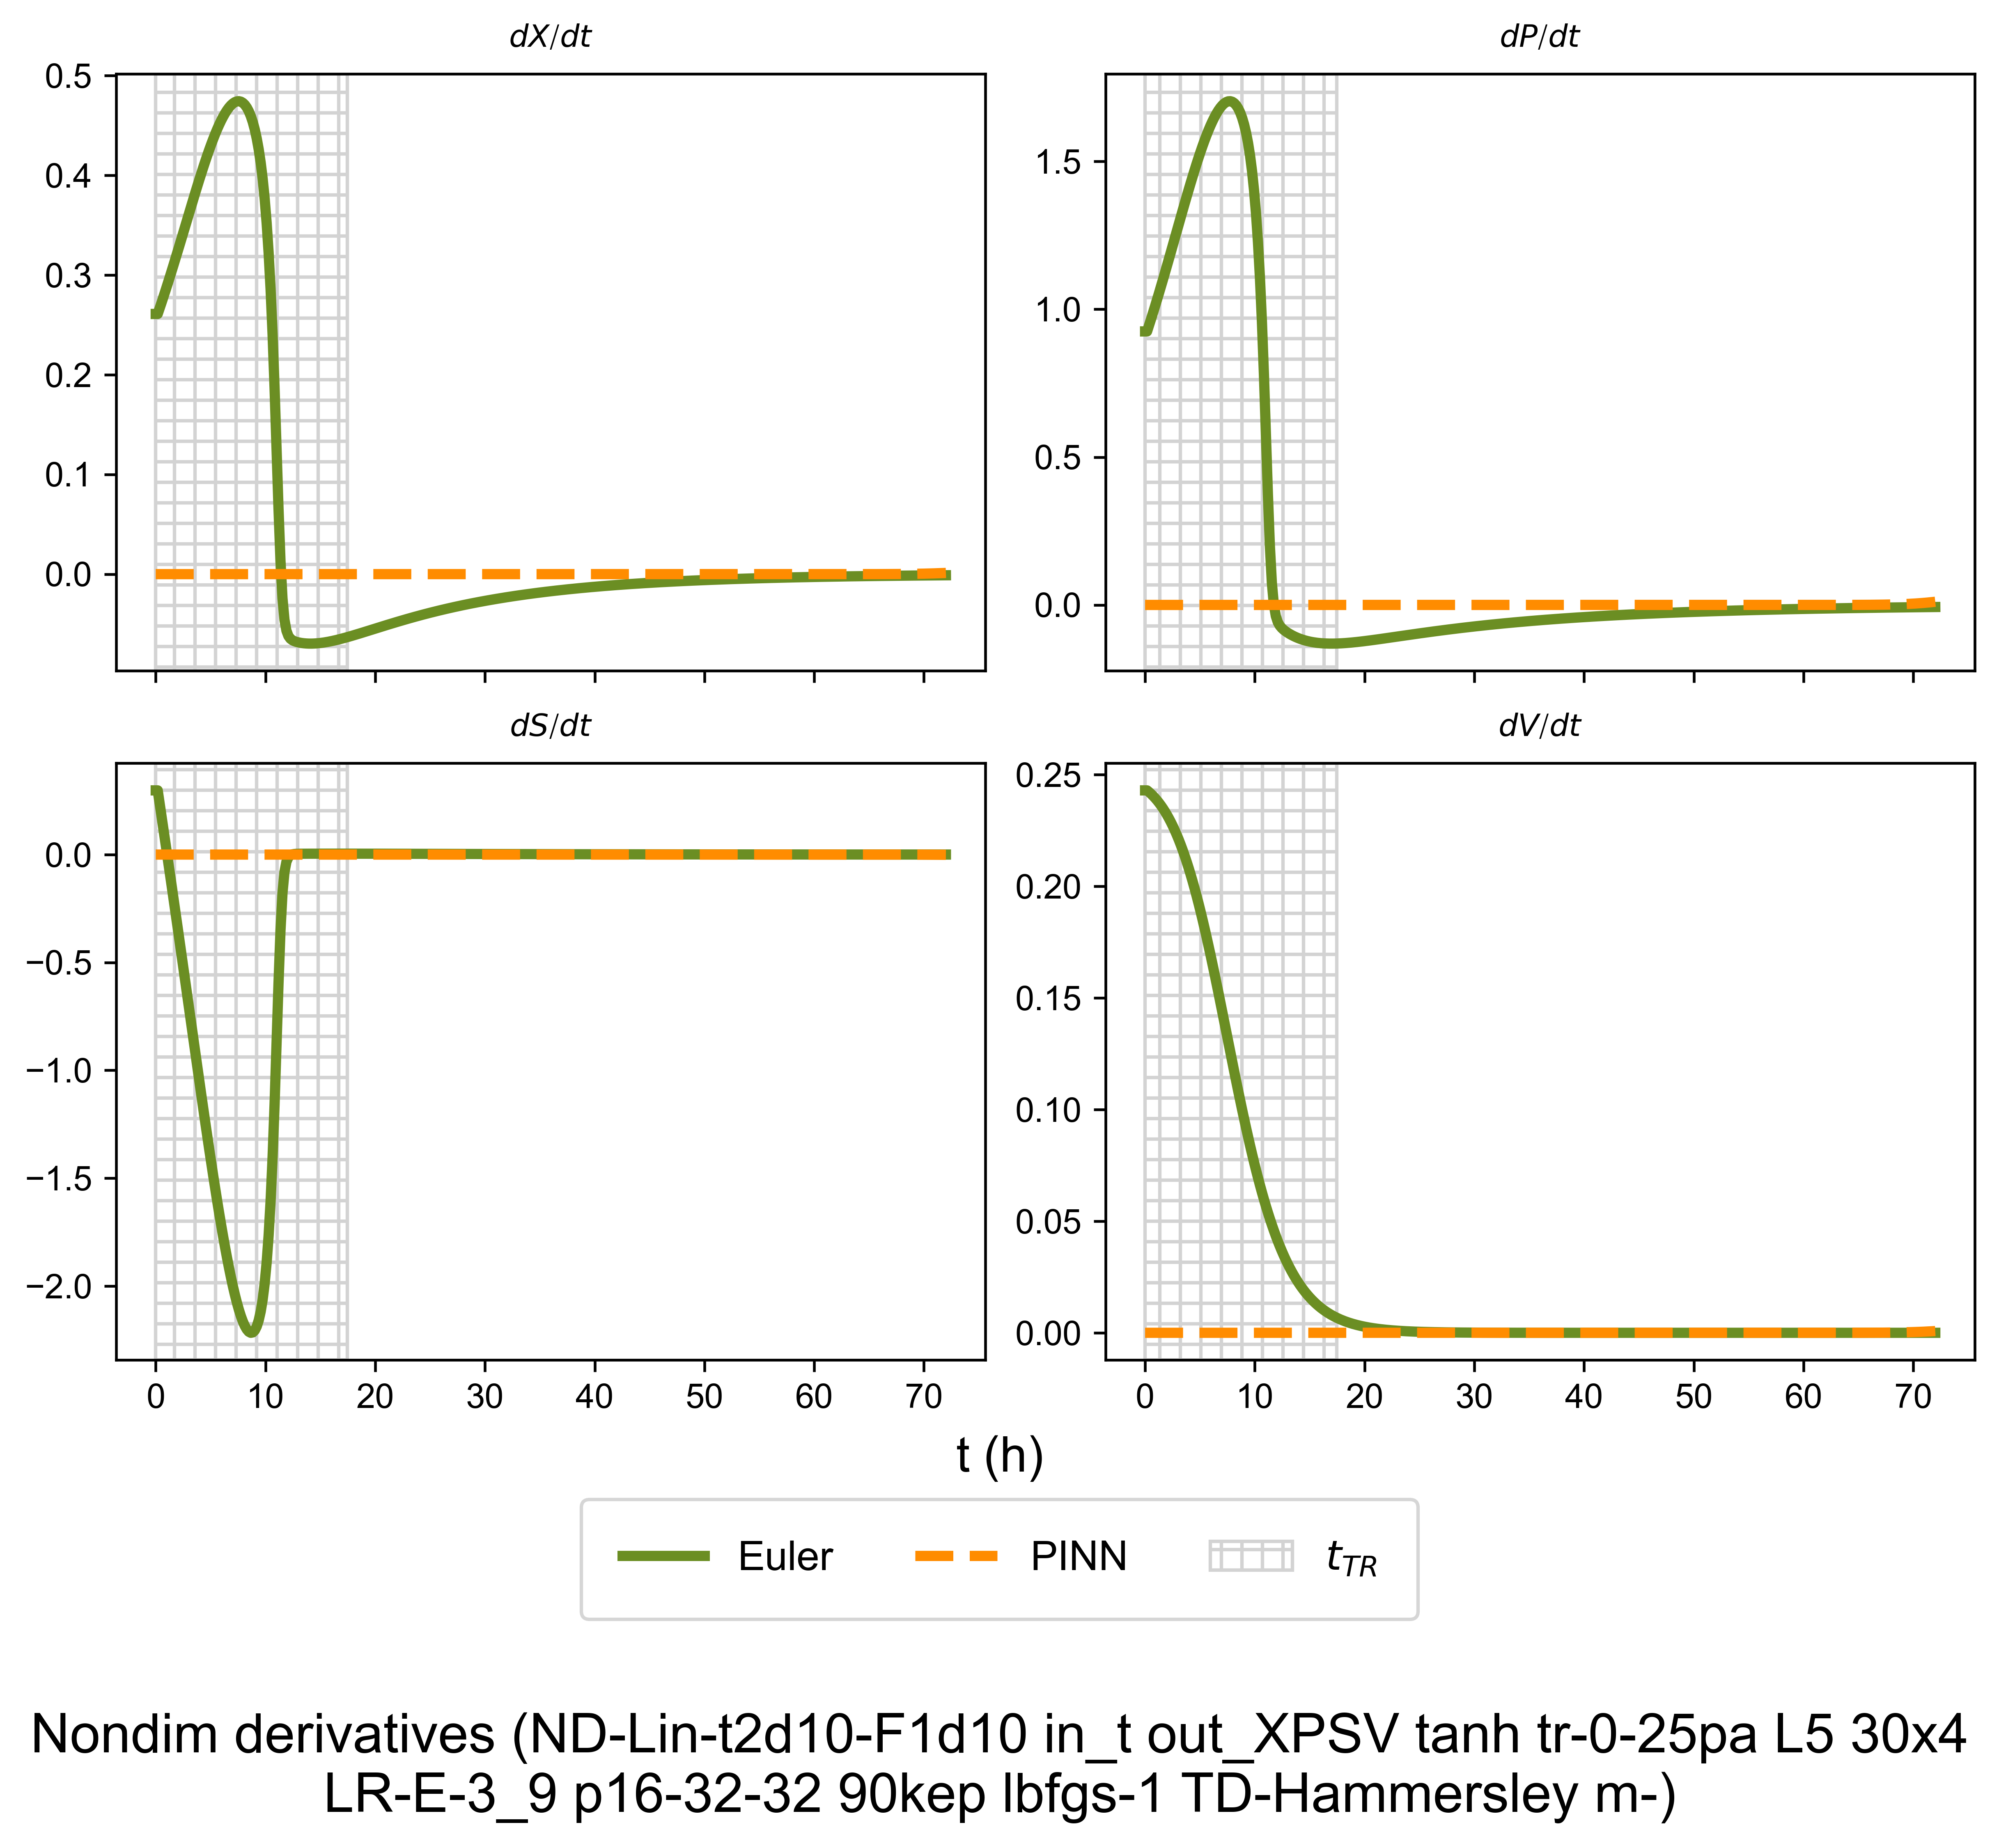 dX/dt
dP/dt
0.5
0.4
0.3
0.2
0.1
0.0
1.5
1.0
0.5
0.0
dS/dt
dV/dt
0.0
−0.5
−1.0
−1.5
−2.0
0 10 20 30 40 50 60 70
0.25
0.20
0.15
0.10
0.05
0.00
0 10 20 30 40 50 60 70
t (h)
Euler PINN t_TR
Nondim derivatives (ND-Lin-t2d10-F1d10 in_t out_XPSV tanh tr-0-25pa L5 30x4
LR-E-3_9 p16-32-32 90kep lbfgs-1 TD-Hammersley m-)